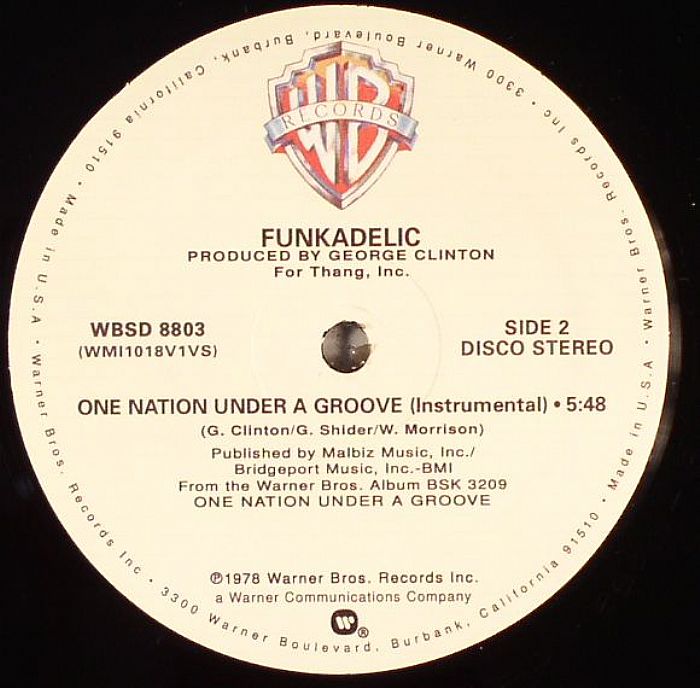 WB
RECORDS
FUNKADELIC
PRODUCED BY GEORGE CLINTON
For Thang, Inc.
WBSD 8803
(WMI1018V1VS)
SIDE 2
DISCO STEREO
ONE NATION UNDER A GROOVE (Instrumental) • 5:48
(G. Clinton/G. Shider/W. Morrison)
Published by Malbiz Music, Inc./
Bridgeport Music, Inc.-BMI
From the Warner Bros. Album BSK 3209
ONE NATION UNDER A GROOVE
℗1978 Warner Bros. Records Inc.
a Warner Communications Company
W®
Warner Bros. Records Inc • 3300 Warner Boulevard, Burbank, California 91510 • Made in U.S.A •
Warner Bros. Records Inc • 3300 Warner Boulevard, Burbank, California 91510 • Made in U.S.A •